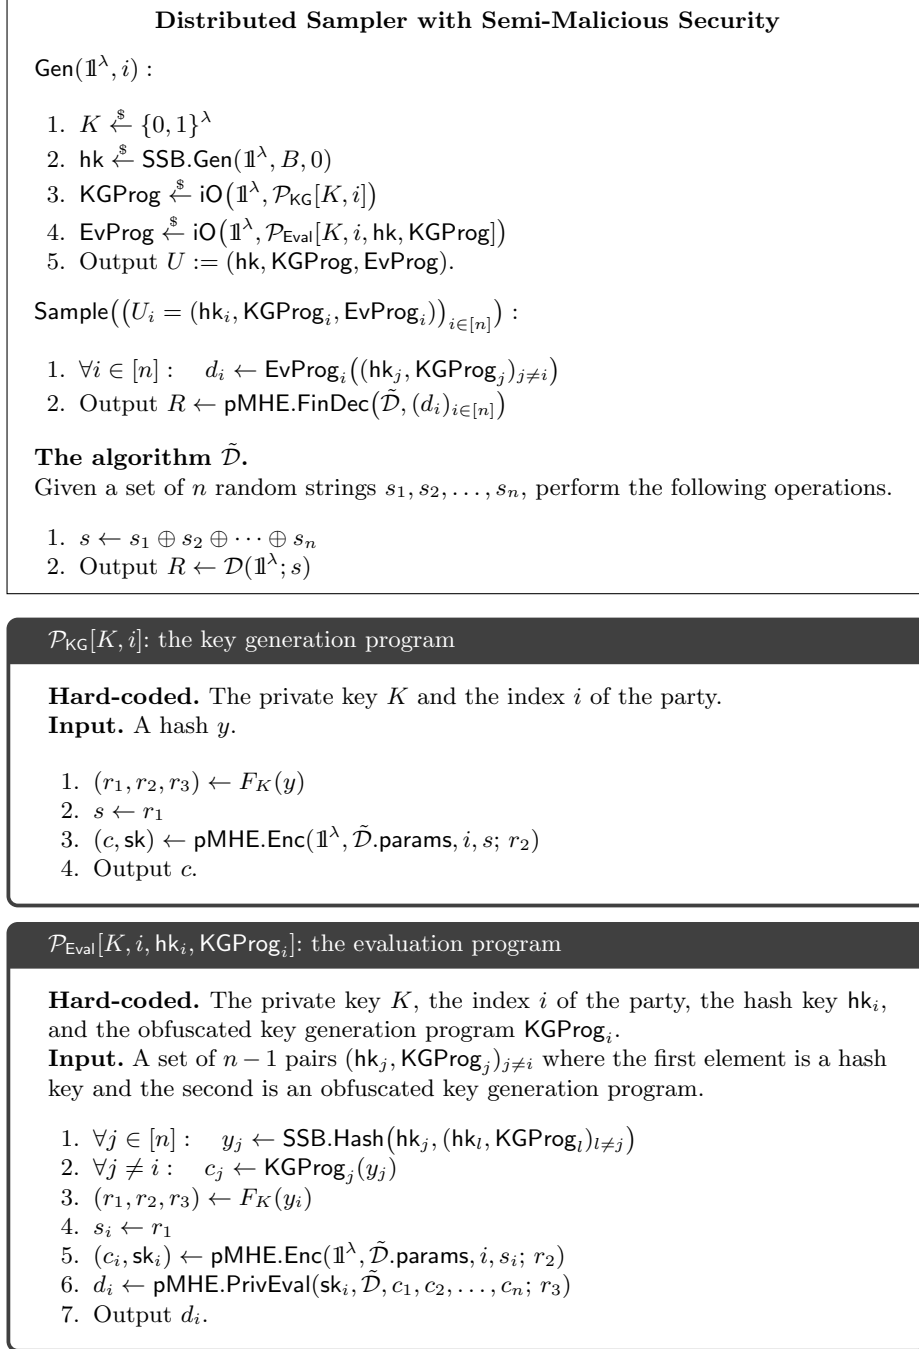 Distributed Sampler with Semi-Malicious Security
Gen(𝟙^λ, i) :
1. K ←$ {0, 1}^λ
2. hk ←$ SSB.Gen(𝟙^λ, B, 0)
3. KGProg ←$ iO(𝟙^λ, P_KG[K, i])
4. EvProg ←$ iO(𝟙^λ, P_Eval[K, i, hk, KGProg])
5. Output U := (hk, KGProg, EvProg).
Sample((U_i = (hk_i, KGProg_i, EvProg_i))_{i∈[n]}) :
1. ∀i ∈ [n] : d_i ← EvProg_i((hk_j, KGProg_j)_{j≠i})
2. Output R ← pMHE.FinDec(D̃, (d_i)_{i∈[n]})
The algorithm D̃.
Given a set of n random strings s_1, s_2, . . . , s_n, perform the following operations.
1. s ← s_1 ⊕ s_2 ⊕ · · · ⊕ s_n
2. Output R ← D(𝟙^λ; s)
P_KG[K, i]: the key generation program
Hard-coded. The private key K and the index i of the party.
Input. A hash y.
1. (r_1, r_2, r_3) ← F_K(y)
2. s ← r_1
3. (c, sk) ← pMHE.Enc(𝟙^λ, D̃.params, i, s; r_2)
4. Output c.
P_Eval[K, i, hk_i, KGProg_i]: the evaluation program
Hard-coded. The private key K, the index i of the party, the hash key hk_i,
and the obfuscated key generation program KGProg_i.
Input. A set of n − 1 pairs (hk_j, KGProg_j)_{j≠i} where the first element is a hash
key and the second is an obfuscated key generation program.
1. ∀j ∈ [n] : y_j ← SSB.Hash(hk_j, (hk_l, KGProg_l)_{l≠j})
2. ∀j ≠ i : c_j ← KGProg_j(y_j)
3. (r_1, r_2, r_3) ← F_K(y_i)
4. s_i ← r_1
5. (c_i, sk_i) ← pMHE.Enc(𝟙^λ, D̃.params, i, s_i; r_2)
6. d_i ← pMHE.PrivEval(sk_i, D̃, c_1, c_2, . . . , c_n; r_3)
7. Output d_i.